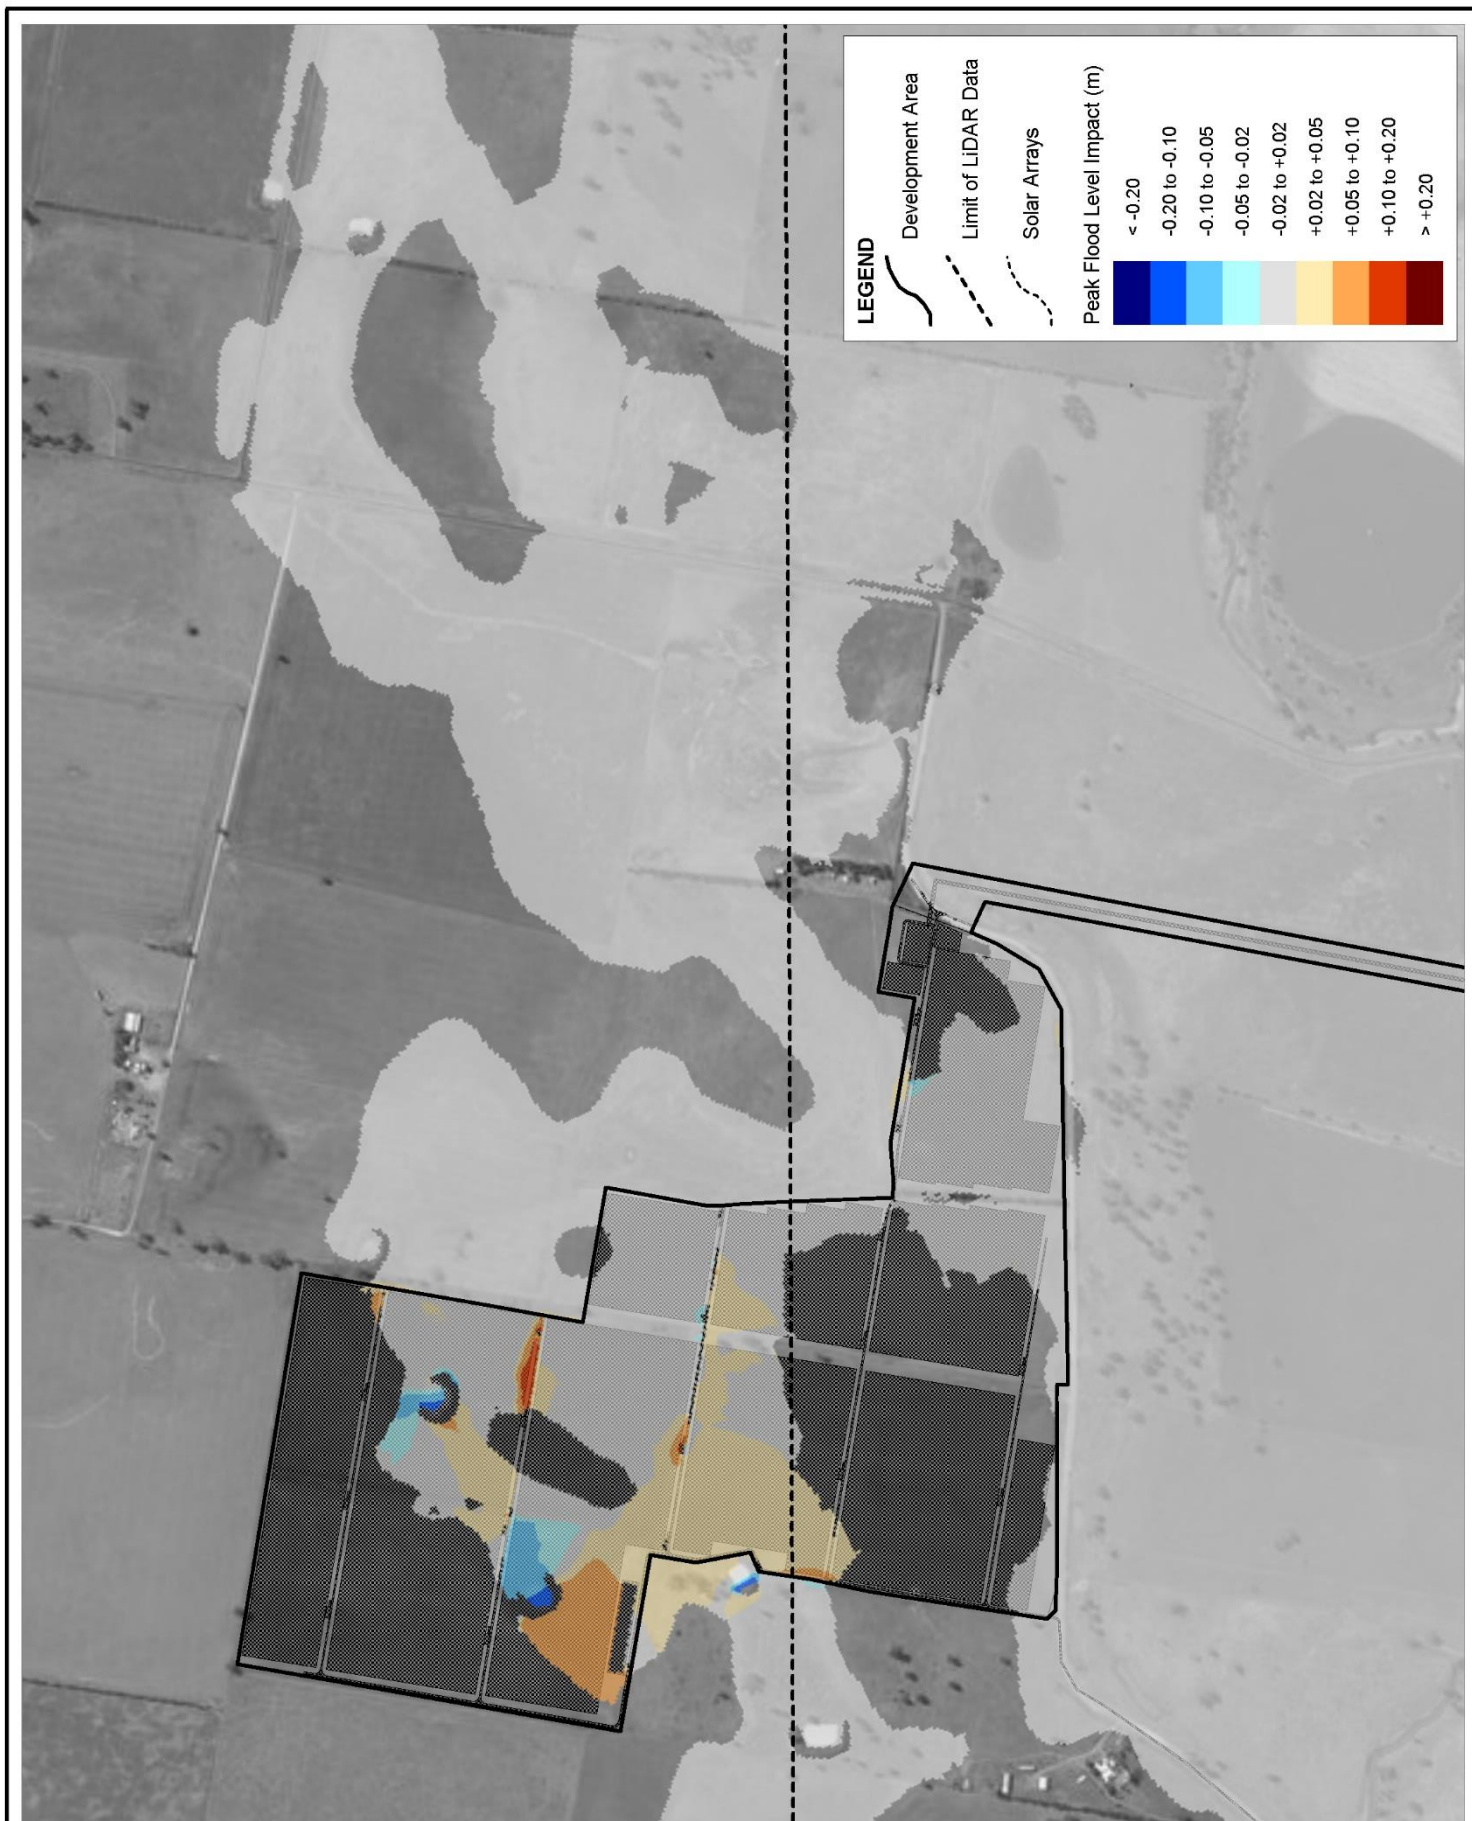 LEGEND
Development Area
Limit of LiDAR Data
Solar Arrays
Peak Flood Level Impact (m)
< -0.20
-0.20 to -0.10
-0.10 to -0.05
-0.05 to -0.02
-0.02 to +0.02
+0.02 to +0.05
+0.05 to +0.10
+0.10 to +0.20
> +0.20